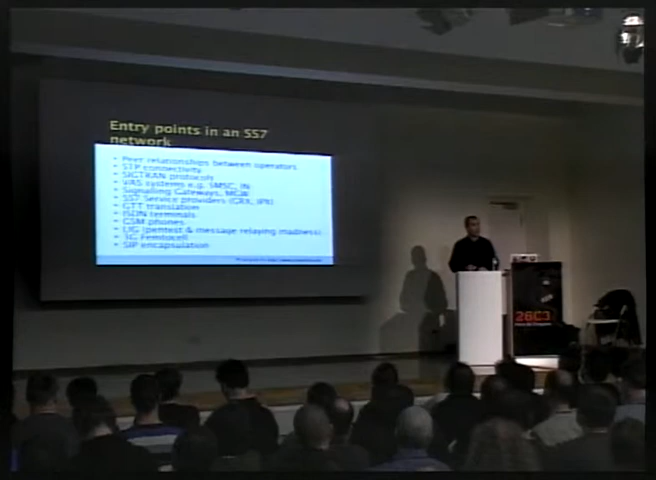 Entry points in an SS7
network
• Peer relationships between operators
• STP connectivity
• SIGTRAN protocols
• VAS systems e.g. SMSC, IN
• Signalling Gateways, MGW
• SS7 Service providers (GRX, IPX)
• GTT translation
• ISDN terminals
• GSM phones
• LIG (pentest & message relaying madness)
• 3G Femtocell
• SIP encapsulation
26C3